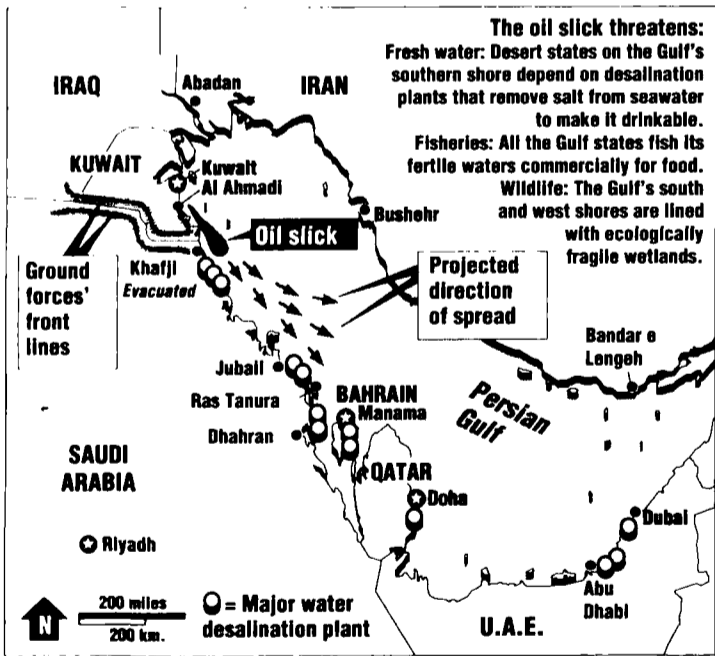 The oil slick threatens:
Fresh water: Desert states on the Gulf's
southern shore depend on desalination
plants that remove salt from seawater
to make it drinkable.
Fisheries: All the Gulf states fish its
fertile waters commercially for food.
Wildlife: The Gulf's south
and west shores are lined
with ecologically
fragile wetlands.
IRAQ
Abadan
IRAN
KUWAIT
Kuwait
Al Ahmadi
Bushehr
Oil slick
Ground
forces'
front
lines
Khafji
Evacuated
Projected
direction
of spread
Bandar e
Lengeh
Jubail
Ras Tanura
BAHRAIN
Manama
Persian
Gulf
Dhahran
SAUDI
ARABIA
QATAR
Doha
Dubai
Riyadh
Abu
Dhabi
U.A.E.
N
200 miles
200 km.
= Major water
desalination plant